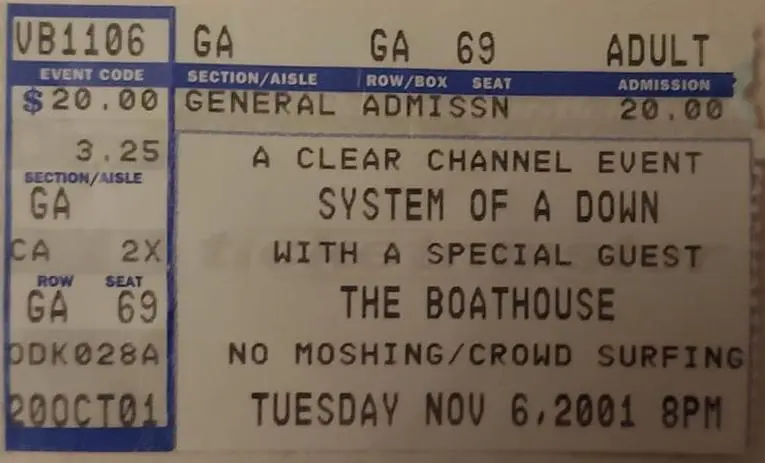 VB1106 GA GA 69 ADULT
EVENT CODE SECTION/AISLE ROW/BOX SEAT ADMISSION
$20.00 GENERAL ADMISSN 20.00
3.25
A CLEAR CHANNEL EVENT
SECTION/AISLE
GA
SYSTEM OF A DOWN
CA 2X
WITH A SPECIAL GUEST
ROW SEAT
GA 69
THE BOATHOUSE
DDK028A
NO MOSHING/CROWD SURFING
20OCT01
TUESDAY NOV 6,2001 8PM